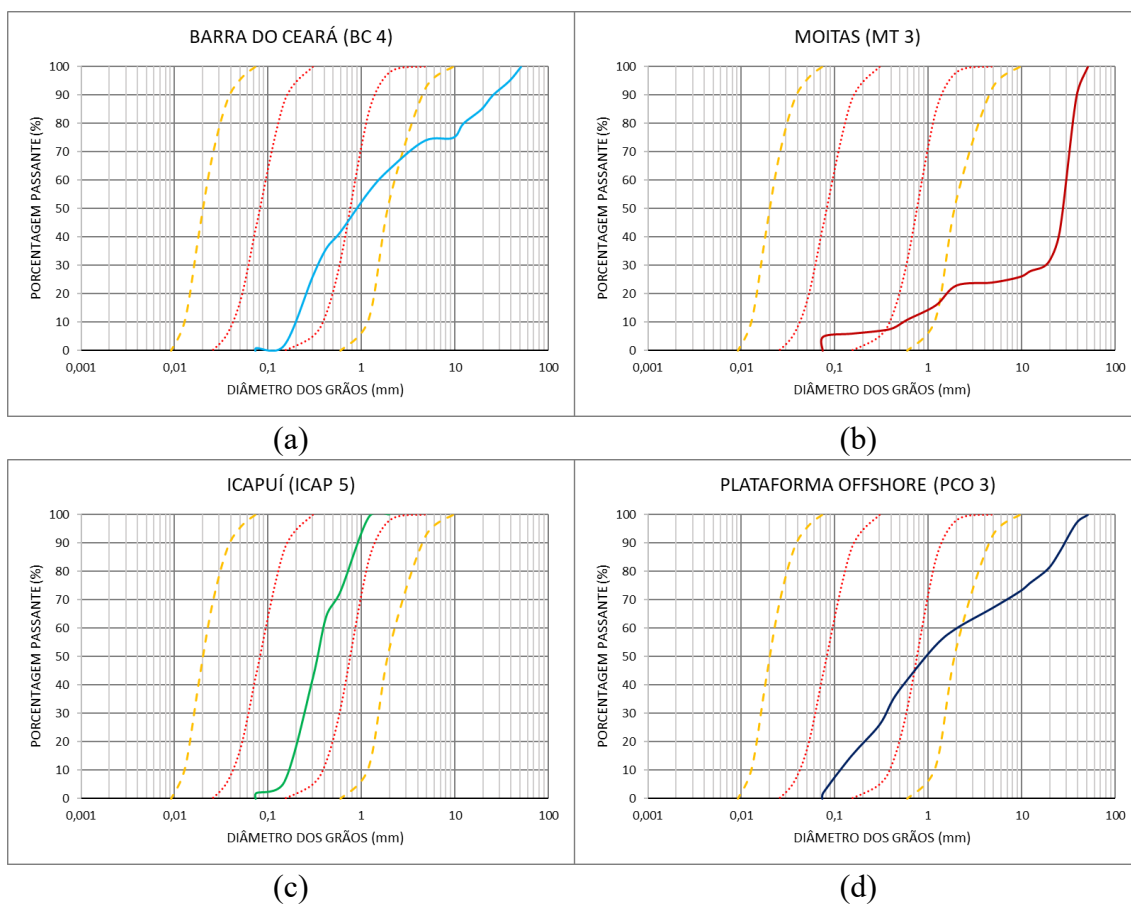 BARRA DO CEARÁ (BC 4)
PORCENTAGEM PASSANTE (%)
100
90
80
70
60
50
40
30
20
10
0
0,001 0,01 0,1 1 10 100
DIÂMETRO DOS GRÃOS (mm)
(a)
MOITAS (MT 3)
PORCENTAGEM PASSANTE (%)
100
90
80
70
60
50
40
30
20
10
0
0,001 0,01 0,1 1 10 100
DIÂMETRO DOS GRÃOS (mm)
(b)
ICAPUÍ (ICAP 5)
PORCENTAGEM PASSANTE (%)
100
90
80
70
60
50
40
30
20
10
0
0,001 0,01 0,1 1 10 100
DIÂMETRO DOS GRÃOS (mm)
(c)
PLATAFORMA OFFSHORE (PCO 3)
PORCENTAGEM PASSANTE (%)
100
90
80
70
60
50
40
30
20
10
0
0,001 0,01 0,1 1 10 100
DIÂMETRO DOS GRÃOS (mm)
(d)